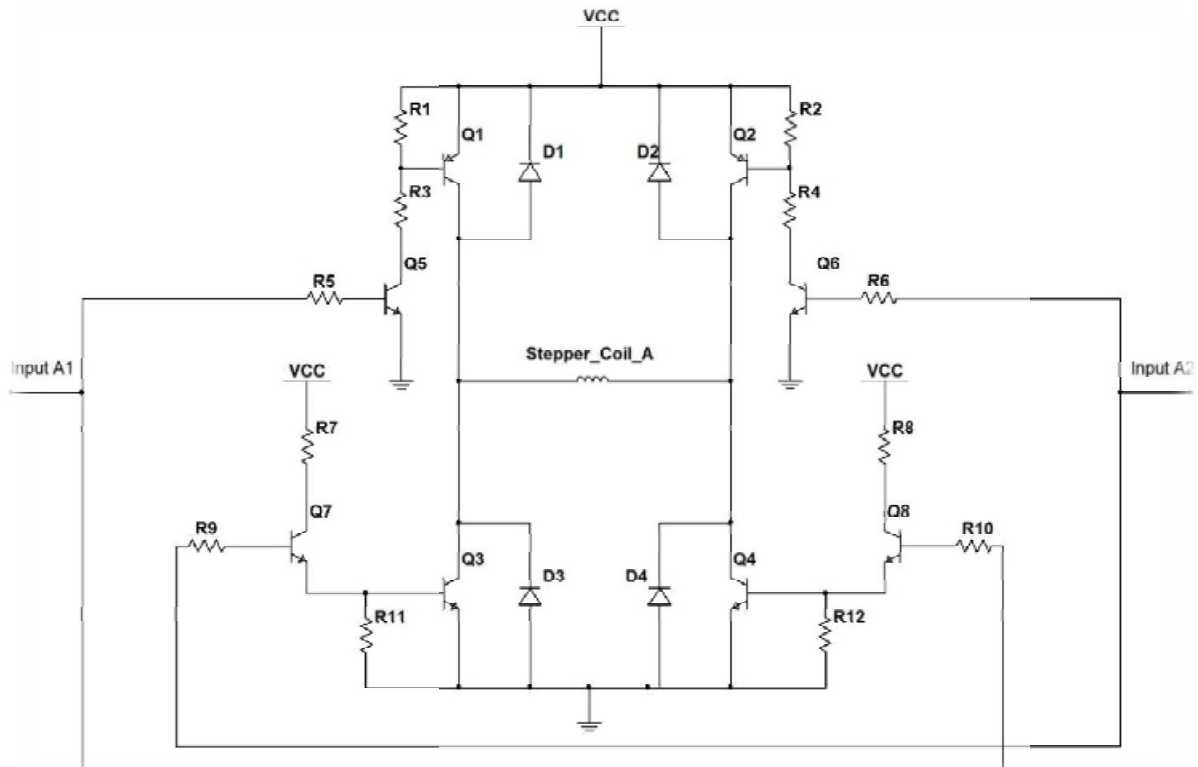 VCC
R1
Q1
D1
D2
Q2
R2
R3
R4
Q5
Q6
R5
R6
Stepper_Coil_A
Input A1
Input A2
VCC
VCC
R7
R8
Q7
Q8
R9
R10
Q3
D3
D4
Q4
R11
R12